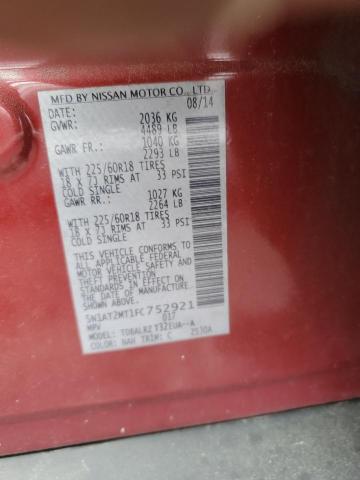 MFD BY NISSAN MOTOR CO., LTD.
DATE: 08/14
GVWR: 2036 KG
4489 LB
GAWR FR.: 1040 KG
2293 LB
WITH 225/60R18 TIRES
18 X 7J RIMS AT 33 PSI
COLD SINGLE
GAWR RR.: 1027 KG
2264 LB
WITH 225/60R18 TIRES
18 X 7J RIMS AT 33 PSI
COLD SINGLE
THIS VEHICLE CONFORMS TO
ALL APPLICABLE FEDERAL
MOTOR VEHICLE SAFETY AND
THEFT PREVENTION
STANDARDS IN EFFECT ON THE
DATE OF MANUFACTURE SHOWN
ABOVE.
5N1AT2MT1FC752921
MPV 017
MODEL: Y32EUA--A
COLOR: NAH TRIM: C 2530A